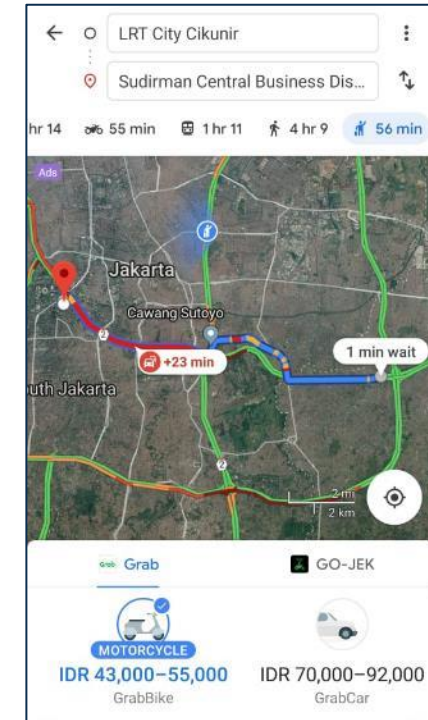 LRT City Cikunir
Sudirman Central Business Dis...
hr 14 55 min 1 hr 11 4 hr 9 56 min
Ads
Jakarta
Cawang Sutoyo
2
+23 min
1 min wait
uth Jakarta
2
2 mi
2 km
Grab Grab GO-JEK
MOTORCYCLE
IDR 43,000–55,000 IDR 70,000–92,000
GrabBike GrabCar